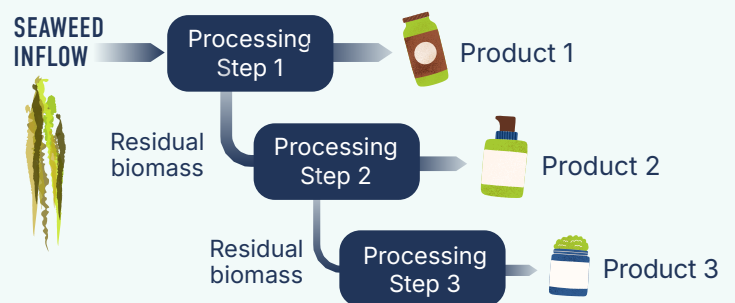 SEAWEED
INFLOW
Processing
Step 1
Product 1
Residual
biomass
Processing
Step 2
Product 2
Residual
biomass
Processing
Step 3
Product 3